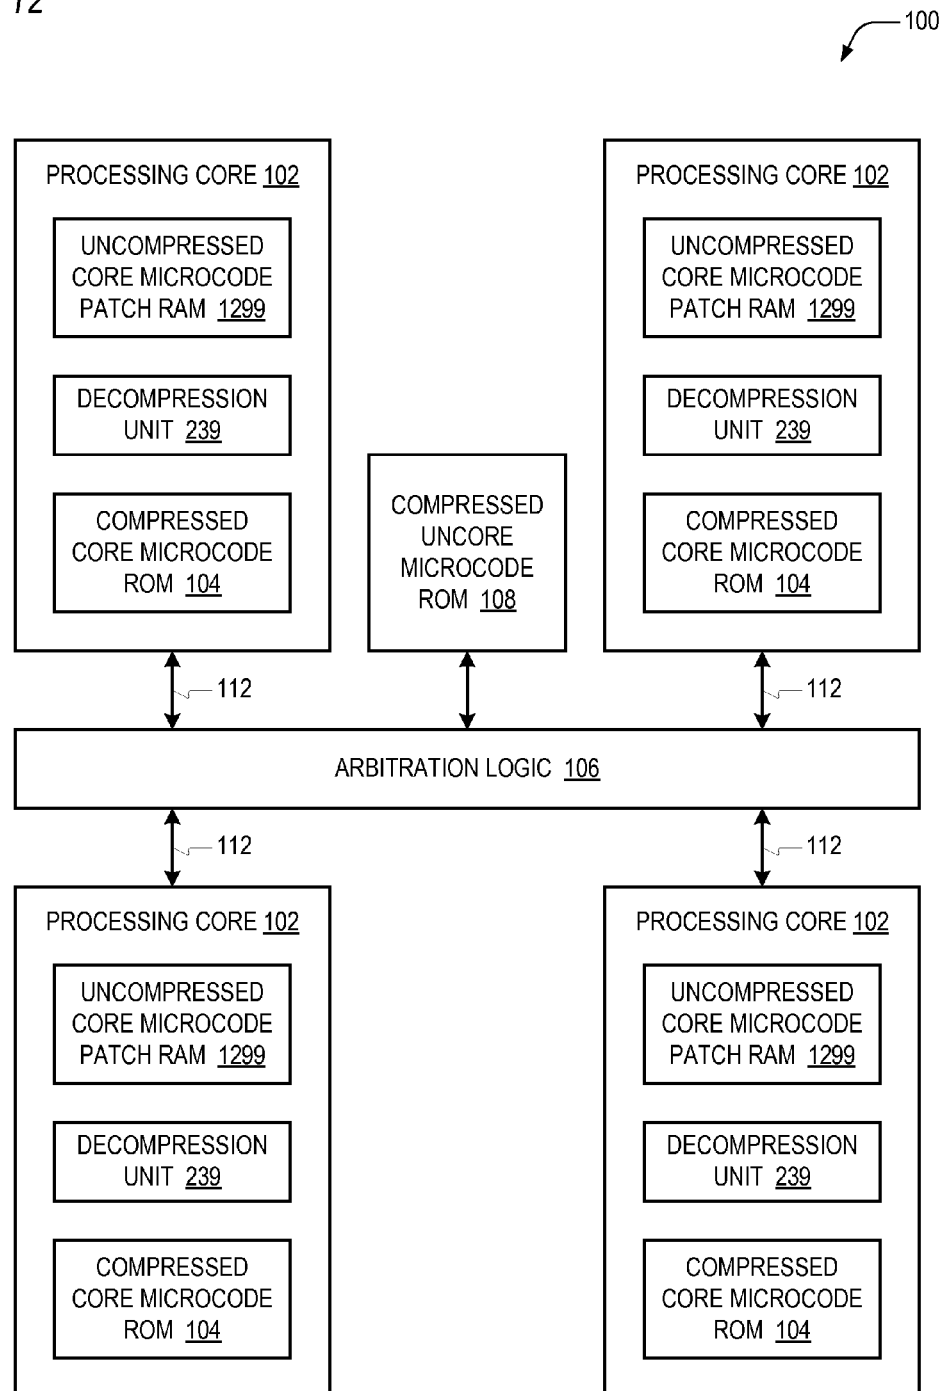 12
100
PROCESSING CORE 102
UNCOMPRESSED
CORE MICROCODE
PATCH RAM 1299
DECOMPRESSION
UNIT 239
COMPRESSED
CORE MICROCODE
ROM 104
COMPRESSED
UNCORE
MICROCODE
ROM 108
PROCESSING CORE 102
UNCOMPRESSED
CORE MICROCODE
PATCH RAM 1299
DECOMPRESSION
UNIT 239
COMPRESSED
CORE MICROCODE
ROM 104
112
112
ARBITRATION LOGIC 106
112
112
PROCESSING CORE 102
UNCOMPRESSED
CORE MICROCODE
PATCH RAM 1299
DECOMPRESSION
UNIT 239
COMPRESSED
CORE MICROCODE
ROM 104
PROCESSING CORE 102
UNCOMPRESSED
CORE MICROCODE
PATCH RAM 1299
DECOMPRESSION
UNIT 239
COMPRESSED
CORE MICROCODE
ROM 104